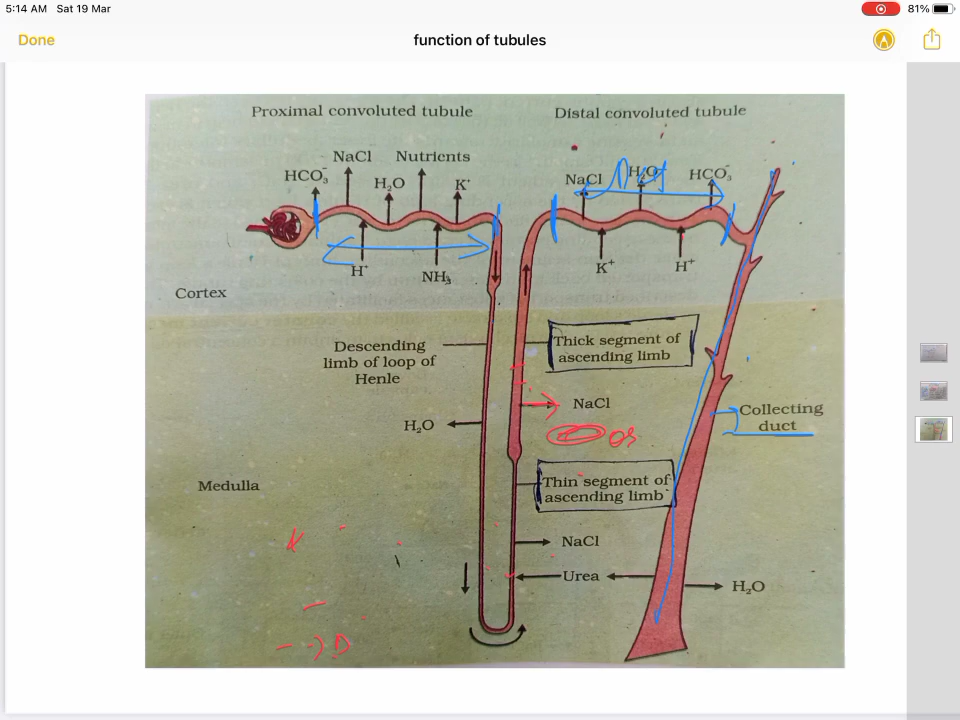 5:14 AM Sat 19 Mar
81%
Done
function of tubules
Proximal convoluted tubule
Distal convoluted tubule
NaCl Nutrients
HCO₃⁻ H₂O K⁺
NaCl H₂O HCO₃⁻
H⁺ NH₃
K⁺ H⁺
Cortex
Descending
limb of loop of
Henle
Thick segment of
ascending limb
NaCl
Collecting
duct
H₂O
Medulla
Thin segment of
ascending limb
NaCl
Urea
H₂O